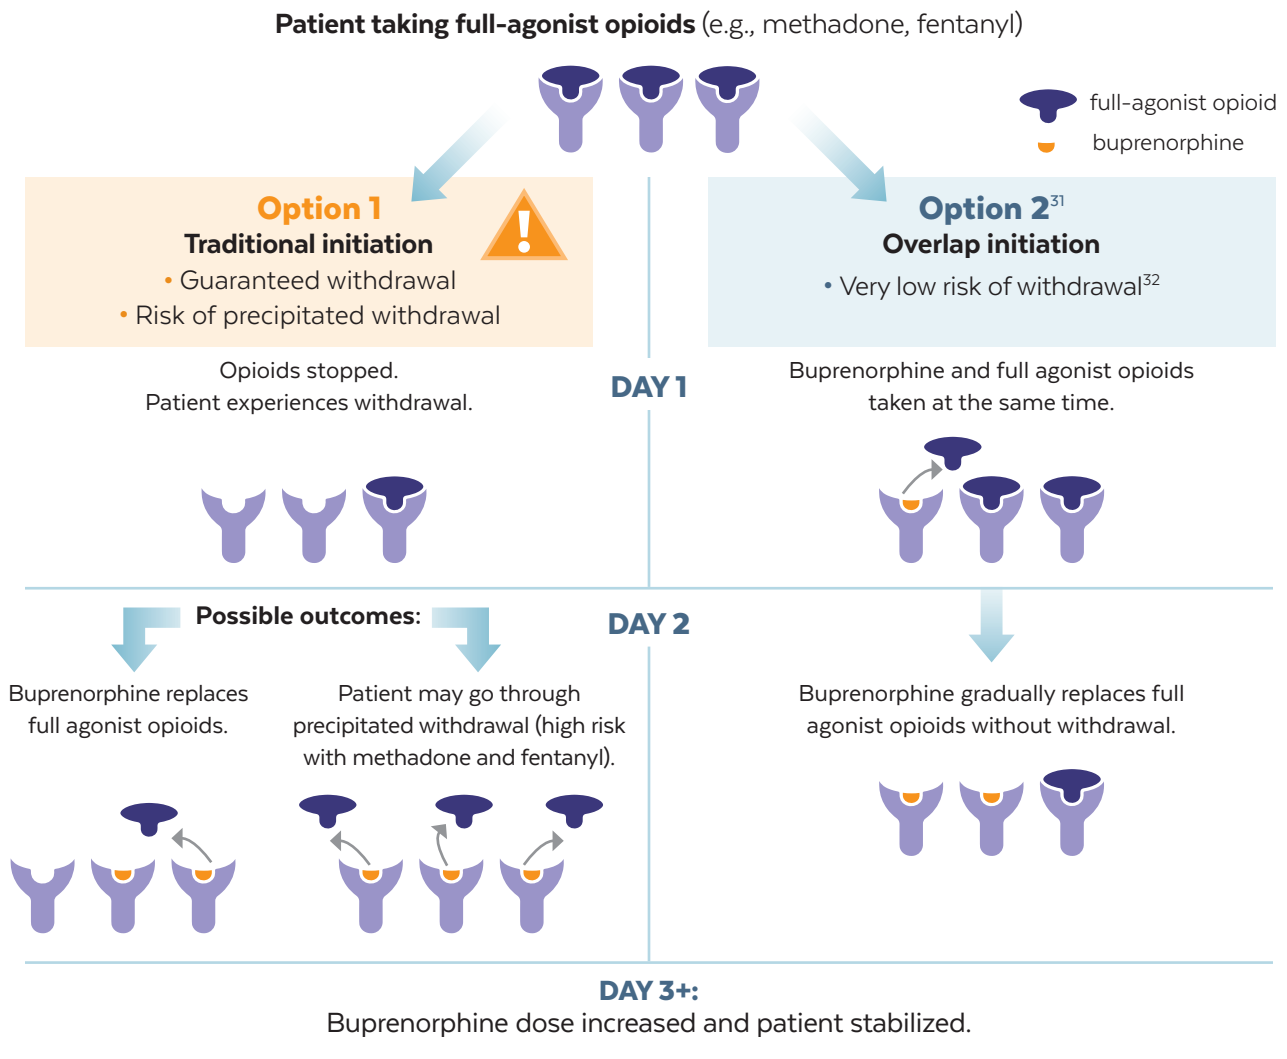 Patient taking full-agonist opioids (e.g., methadone, fentanyl)
full-agonist opioid
buprenorphine
Option 1
Traditional initiation
• Guaranteed withdrawal
• Risk of precipitated withdrawal
!
Option 2³¹
Overlap initiation
• Very low risk of withdrawal³²
DAY 1
Opioids stopped.
Patient experiences withdrawal.
Buprenorphine and full agonist opioids
taken at the same time.
DAY 2
Possible outcomes:
Buprenorphine replaces
full agonist opioids.
Patient may go through
precipitated withdrawal (high risk
with methadone and fentanyl).
Buprenorphine gradually replaces full
agonist opioids without withdrawal.
DAY 3+:
Buprenorphine dose increased and patient stabilized.